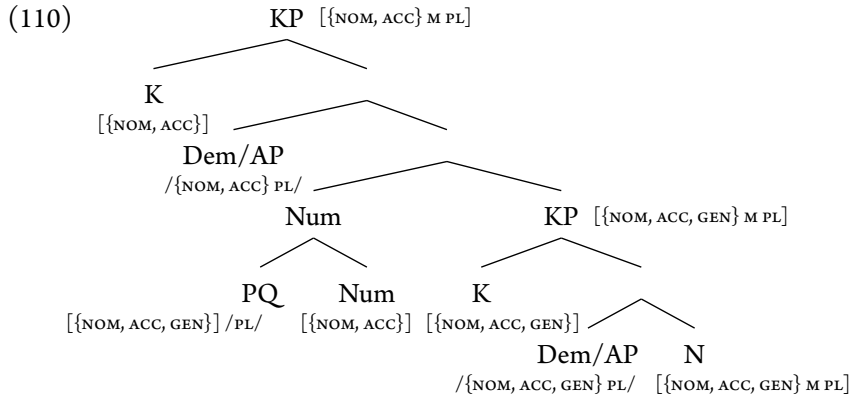 (110) KP [{NOM, ACC} M PL]
K
[{NOM, ACC}]
Dem/AP
/{NOM, ACC} PL/
Num KP [{NOM, ACC, GEN} M PL]
PQ Num K
[{NOM, ACC, GEN}] /PL/ [{NOM, ACC}] [{NOM, ACC, GEN}]
Dem/AP N
/{NOM, ACC, GEN} PL/ [{NOM, ACC, GEN} M PL]